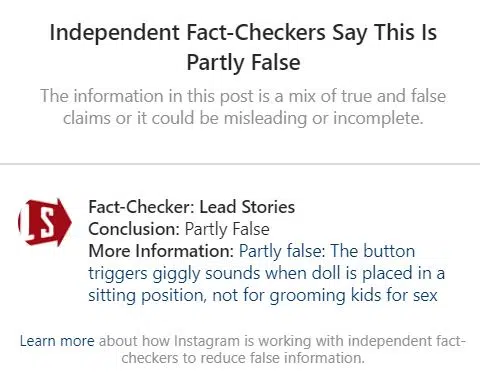 Independent Fact-Checkers Say This Is
Partly False
The information in this post is a mix of true and false
claims or it could be misleading or incomplete.
LS
Fact-Checker: Lead Stories
Conclusion: Partly False
More Information: Partly false: The button
triggers giggly sounds when doll is placed in a
sitting position, not for grooming kids for sex
Learn more about how Instagram is working with independent fact-
checkers to reduce false information.